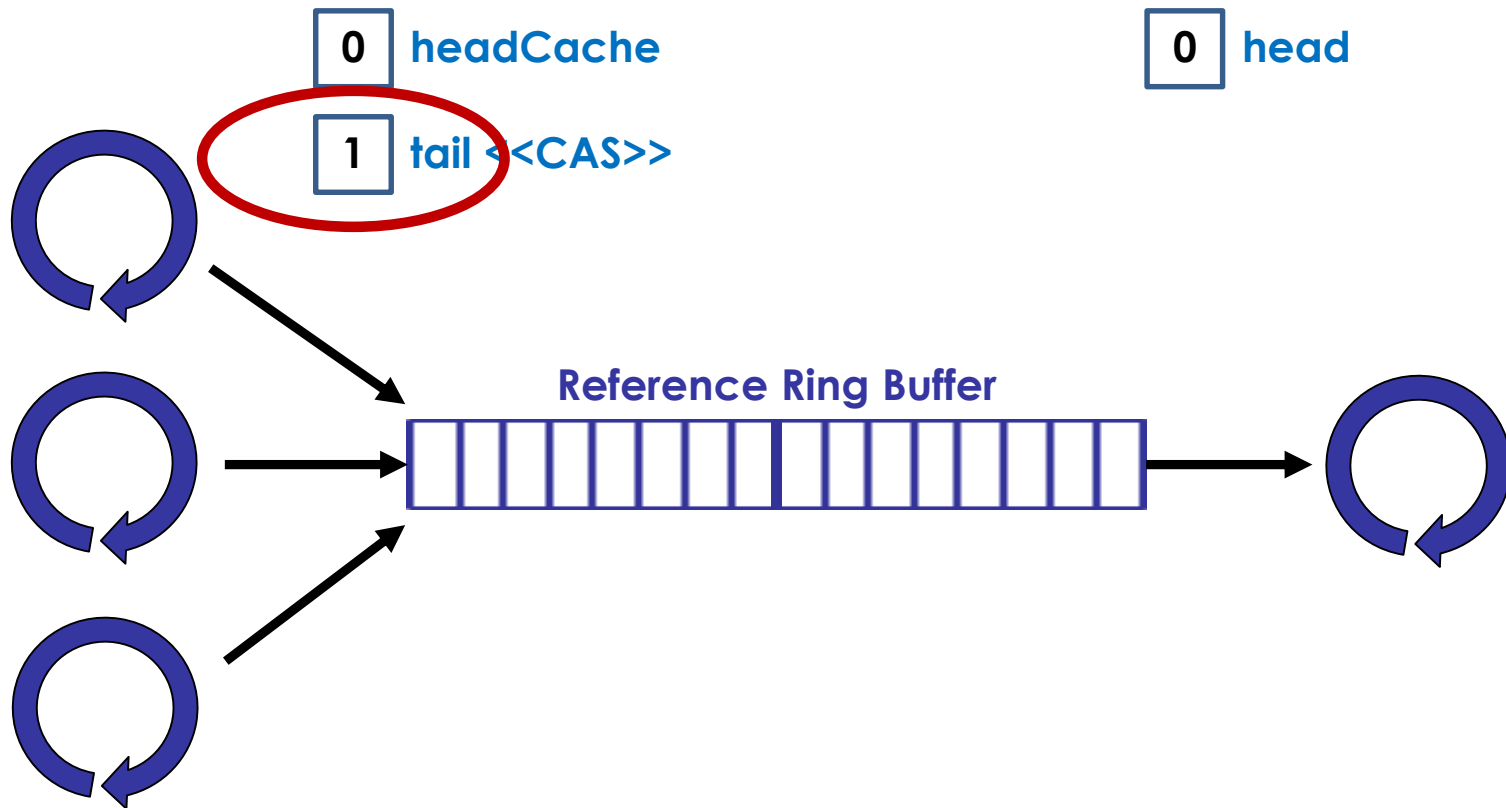 0 headCache
0 head
1 tail <<CAS>>
Reference Ring Buffer